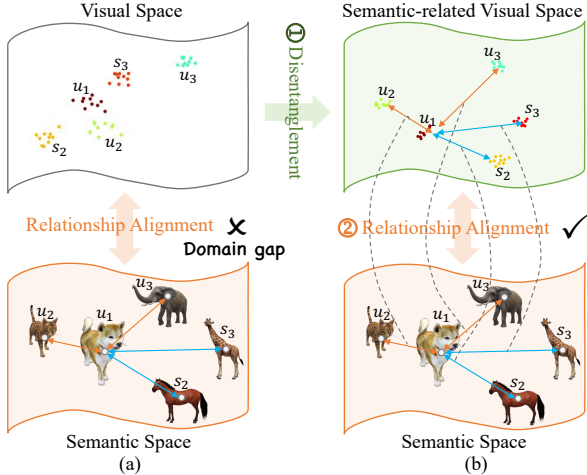 Visual Space
s3
u3
u1
u2
s2
① Disentanglement
Semantic-related Visual Space
u3
u2
u1
s3
s2
Relationship Alignment ✗
Domain gap
② Relationship Alignment ✓
u3
u2
u1
s3
s2
Semantic Space
(a)
u3
u2
u1
s3
s2
Semantic Space
(b)